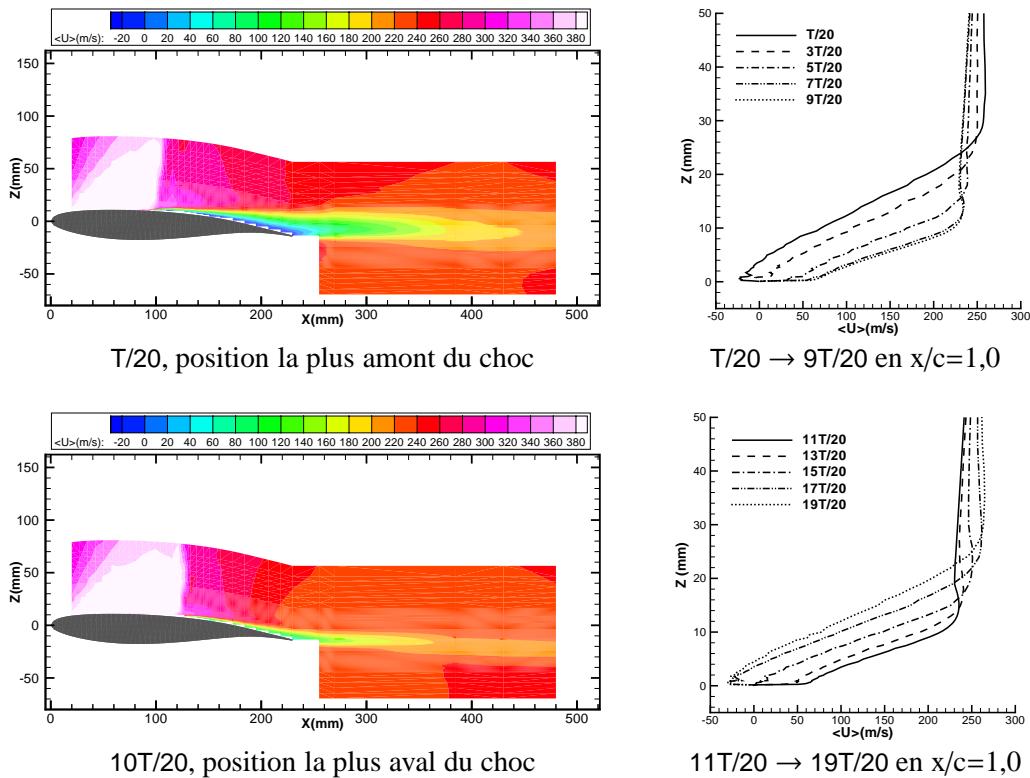 <U>(m/s): -20 0 20 40 60 80 100 120 140 160 180 200 220 240 260 280 300 320 340 360 380
150
100
50
0
-50
Z(mm)
0 100 200 300 400 500
X(mm)
T/20, position la plus amont du choc
50
40
30
20
10
0
Z (mm)
T/20
3T/20
5T/20
7T/20
9T/20
-50 0 50 100 150 200 250 300
<U>(m/s)
T/20 → 9T/20 en x/c=1,0
<U>(m/s): -20 0 20 40 60 80 100 120 140 160 180 200 220 240 260 280 300 320 340 360 380
150
100
50
0
-50
Z(mm)
0 100 200 300 400 500
X(mm)
10T/20, position la plus aval du choc
50
40
30
20
10
0
Z (mm)
11T/20
13T/20
15T/20
17T/20
19T/20
-50 0 50 100 150 200 250 300
<U>(m/s)
11T/20 → 19T/20 en x/c=1,0